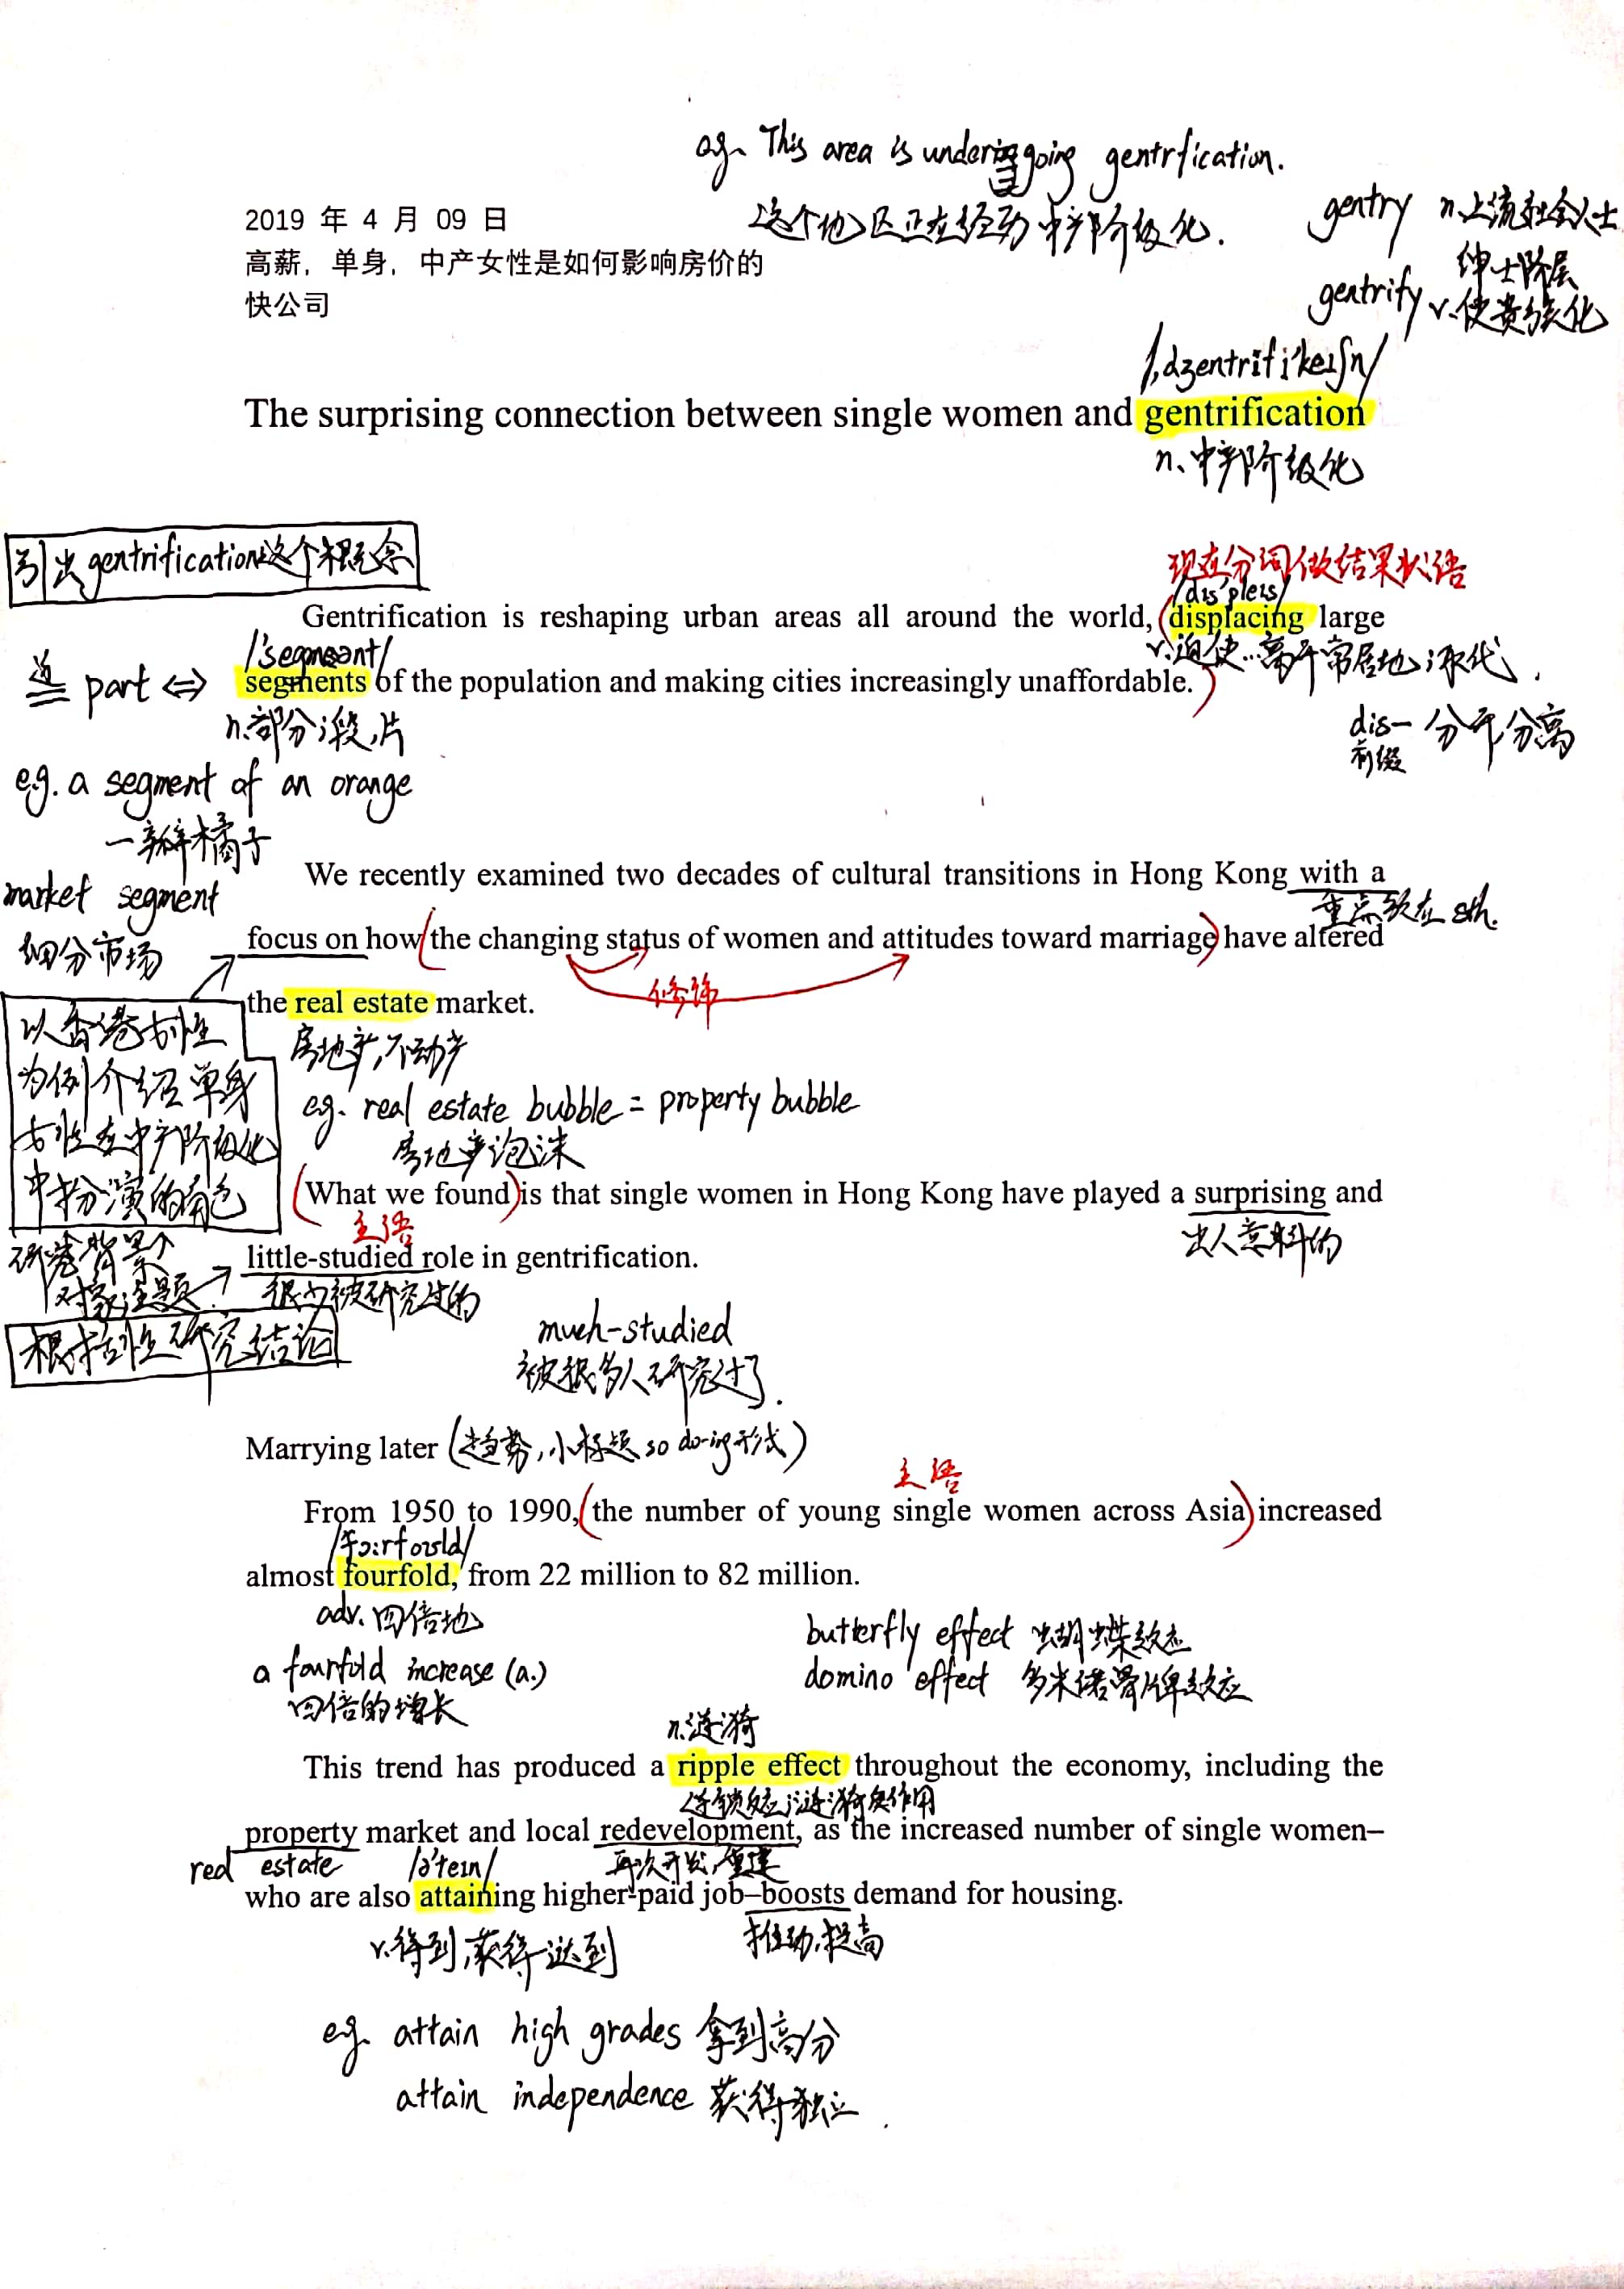 eg. This area is undergoing gentrfication.
这个地区正在经历中产阶级化.
gentry n.上流社会人士
绅士阶层
gentrify v.使贵族化
2019 年 4 月 09 日
高薪，单身，中产女性是如何影响房价的
快公司
/ˌdʒentrifiˈkeɪʃn/
The surprising connection between single women and gentrification
n、中产阶级化
引出gentrification这个概念
现在分词做结果状语
/dɪsˈpleɪs/
Gentrification is reshaping urban areas all around the world, (displacing large
v.迫使…离开常居地;取代.
/ˈsegmənt/
近 part ⇔ segments of the population and making cities increasingly unaffordable.)
n.部分;段,片
dis- 分开分离
前缀
e.g. a segment of an orange
一瓣橘子
market segment
细分市场
We recently examined two decades of cultural transitions in Hong Kong with a
重点放在 sth.
focus on how (the changing status of women and attitudes toward marriage) have altered
修饰
the real estate market.
房地产,不动产
以香港女性
为例介绍单身
女性在中产阶级化
中扮演的角色
eg. real estate bubble = property bubble
房地产泡沫
(What we found) is that single women in Hong Kong have played a surprising and
主语
出人意料的
研究背景↑
对象主题
little-studied role in gentrification.
很少被研究过的
much-studied
被很多人研究过了.
Marrying later (趋势,小标题 so do-ing形式)
主语
From 1950 to 1990, (the number of young single women across Asia) increased
/ˈfɔːrfoʊld/
almost fourfold, from 22 million to 82 million.
adv. 四倍地
a fourfold increase (a.)
四倍的增长
butterfly effect 蝴蝶效应
domino effect 多米诺骨牌效应
n.涟漪
This trend has produced a ripple effect throughout the economy, including the
连锁反应;涟漪负作用
property market and local redevelopment, as the increased number of single women–
real estate
/əˈteɪn/
再次开发,重建
who are also attaining higher-paid job–boosts demand for housing.
v.得到,获得;达到
推动,提高
eg. attain high grades 拿到高分
attain independence 获得独立.